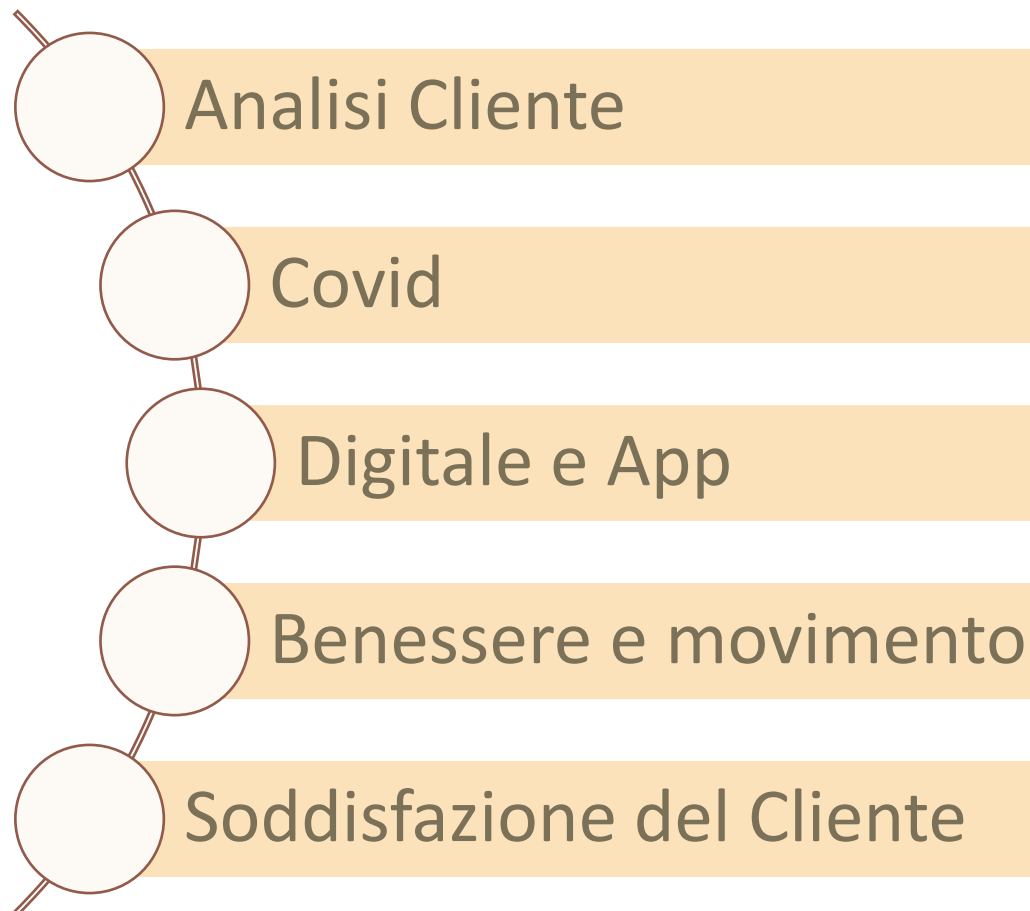 Analisi Cliente
Covid
Digitale e App
Benessere e movimento
Soddisfazione del Cliente